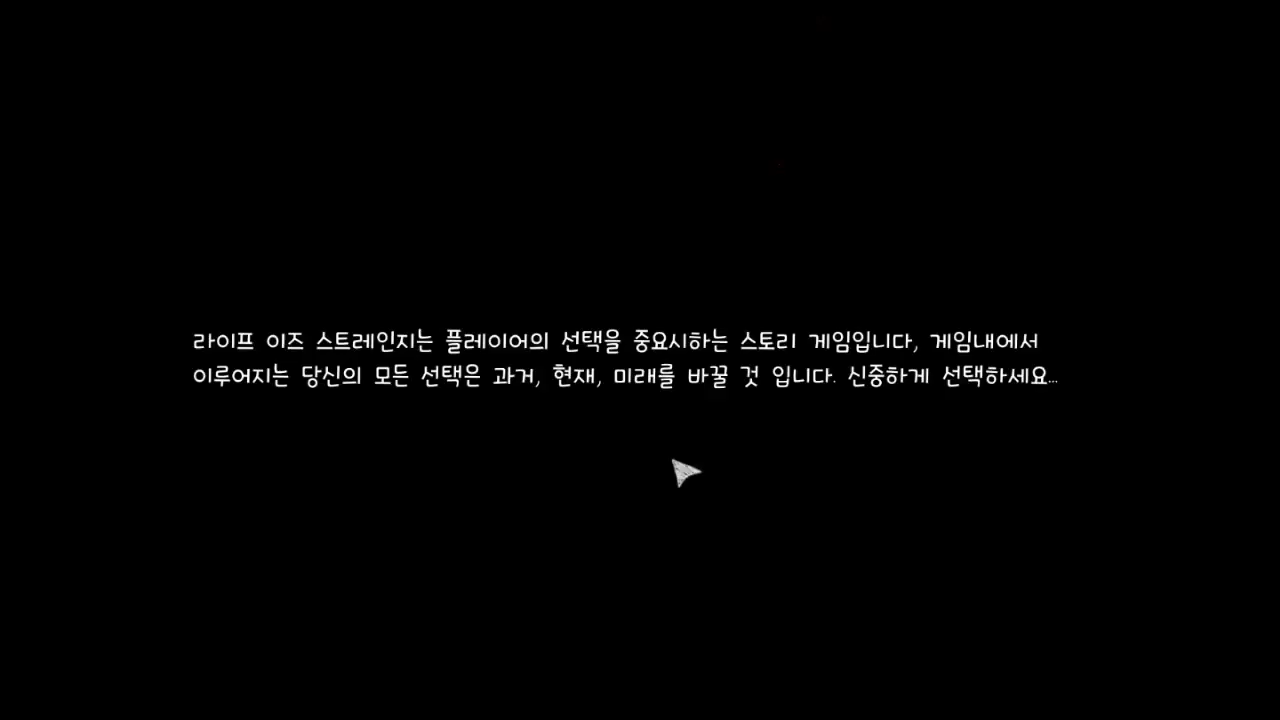 라이프 이즈 스트레인지는 플레이어의 선택을 중요시하는 스토리 게임입니다, 게임내에서
이루어지는 당신의 모든 선택은 과거, 현재, 미래를 바꿀 것 입니다. 신중하게 선택하세요...